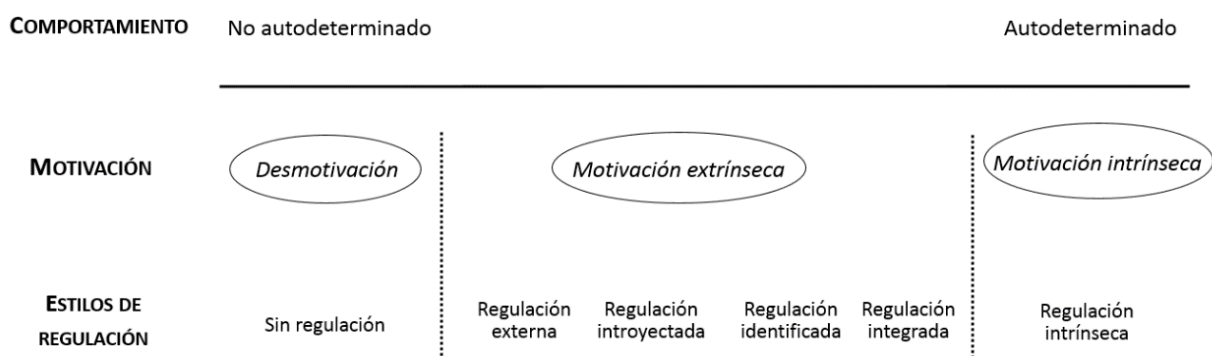 COMPORTAMIENTO No autodeterminado Autodeterminado
MOTIVACIÓN Desmotivación Motivación extrínseca Motivación intrínseca
ESTILOS DE
REGULACIÓN
Sin regulación
Regulación
externa
Regulación
introyectada
Regulación
identificada
Regulación
integrada
Regulación
intrínseca